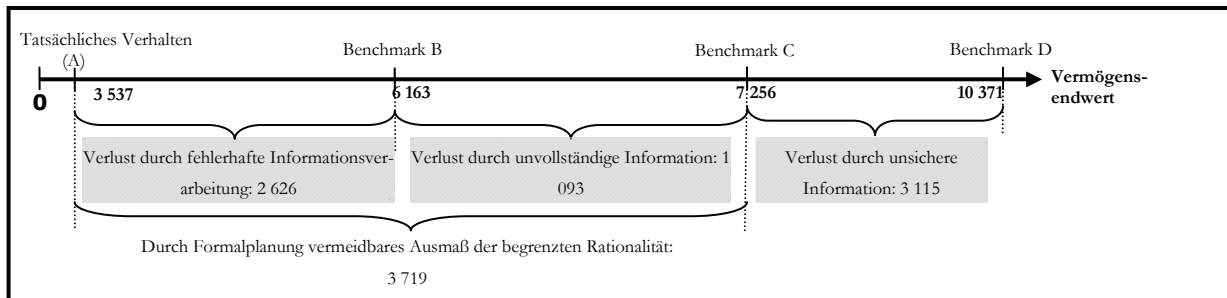 Tatsächliches Verhalten
(A)
Benchmark B
Benchmark C
Benchmark D
0
3 537
6 163
7 256
10 371
Vermögens-
endwert
Verlust durch fehlerhafte Informationsver-
arbeitung: 2 626
Verlust durch unvollständige Information: 1
093
Verlust durch unsichere
Information: 3 115
Durch Formalplanung vermeidbares Ausmaß der begrenzten Rationalität:
3 719